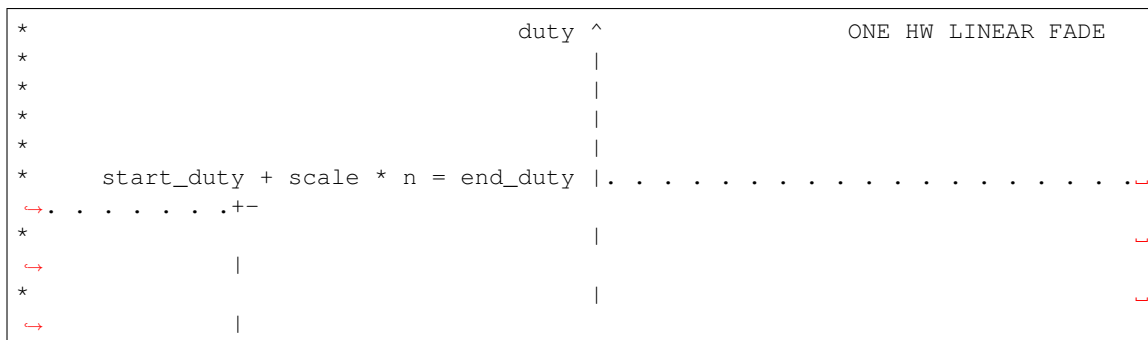 *                                  duty ^                 ONE HW LINEAR FADE
*                                       |
*                                       |
*                                       |
*                                       |
*     start_duty + scale * n = end_duty |. . . . . . . . . . . . . . . . . . .␣
↪. . . . . . .+-
*                                       |                                     ␣
↪              |
*                                       |                                     ␣
↪              |